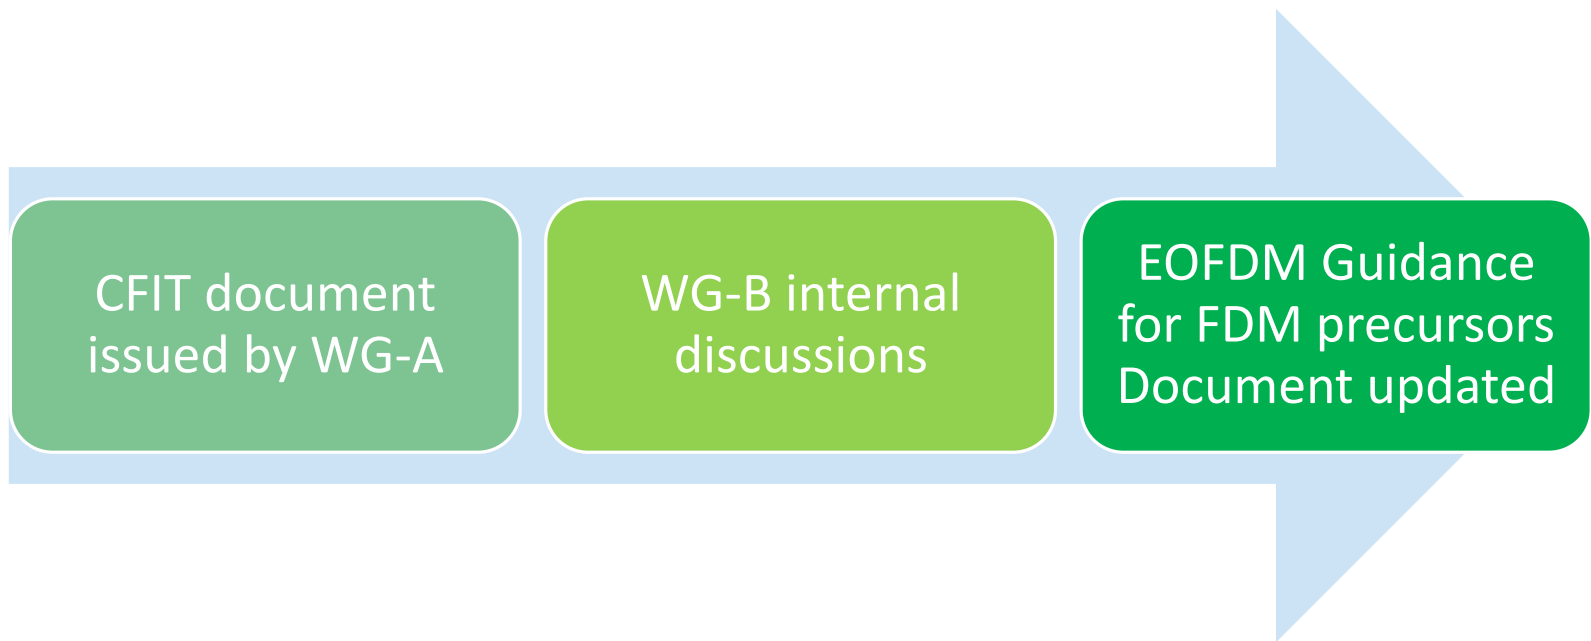 CFIT document
issued by WG-A
WG-B internal
discussions
EOFDM Guidance
for FDM precursors
Document updated